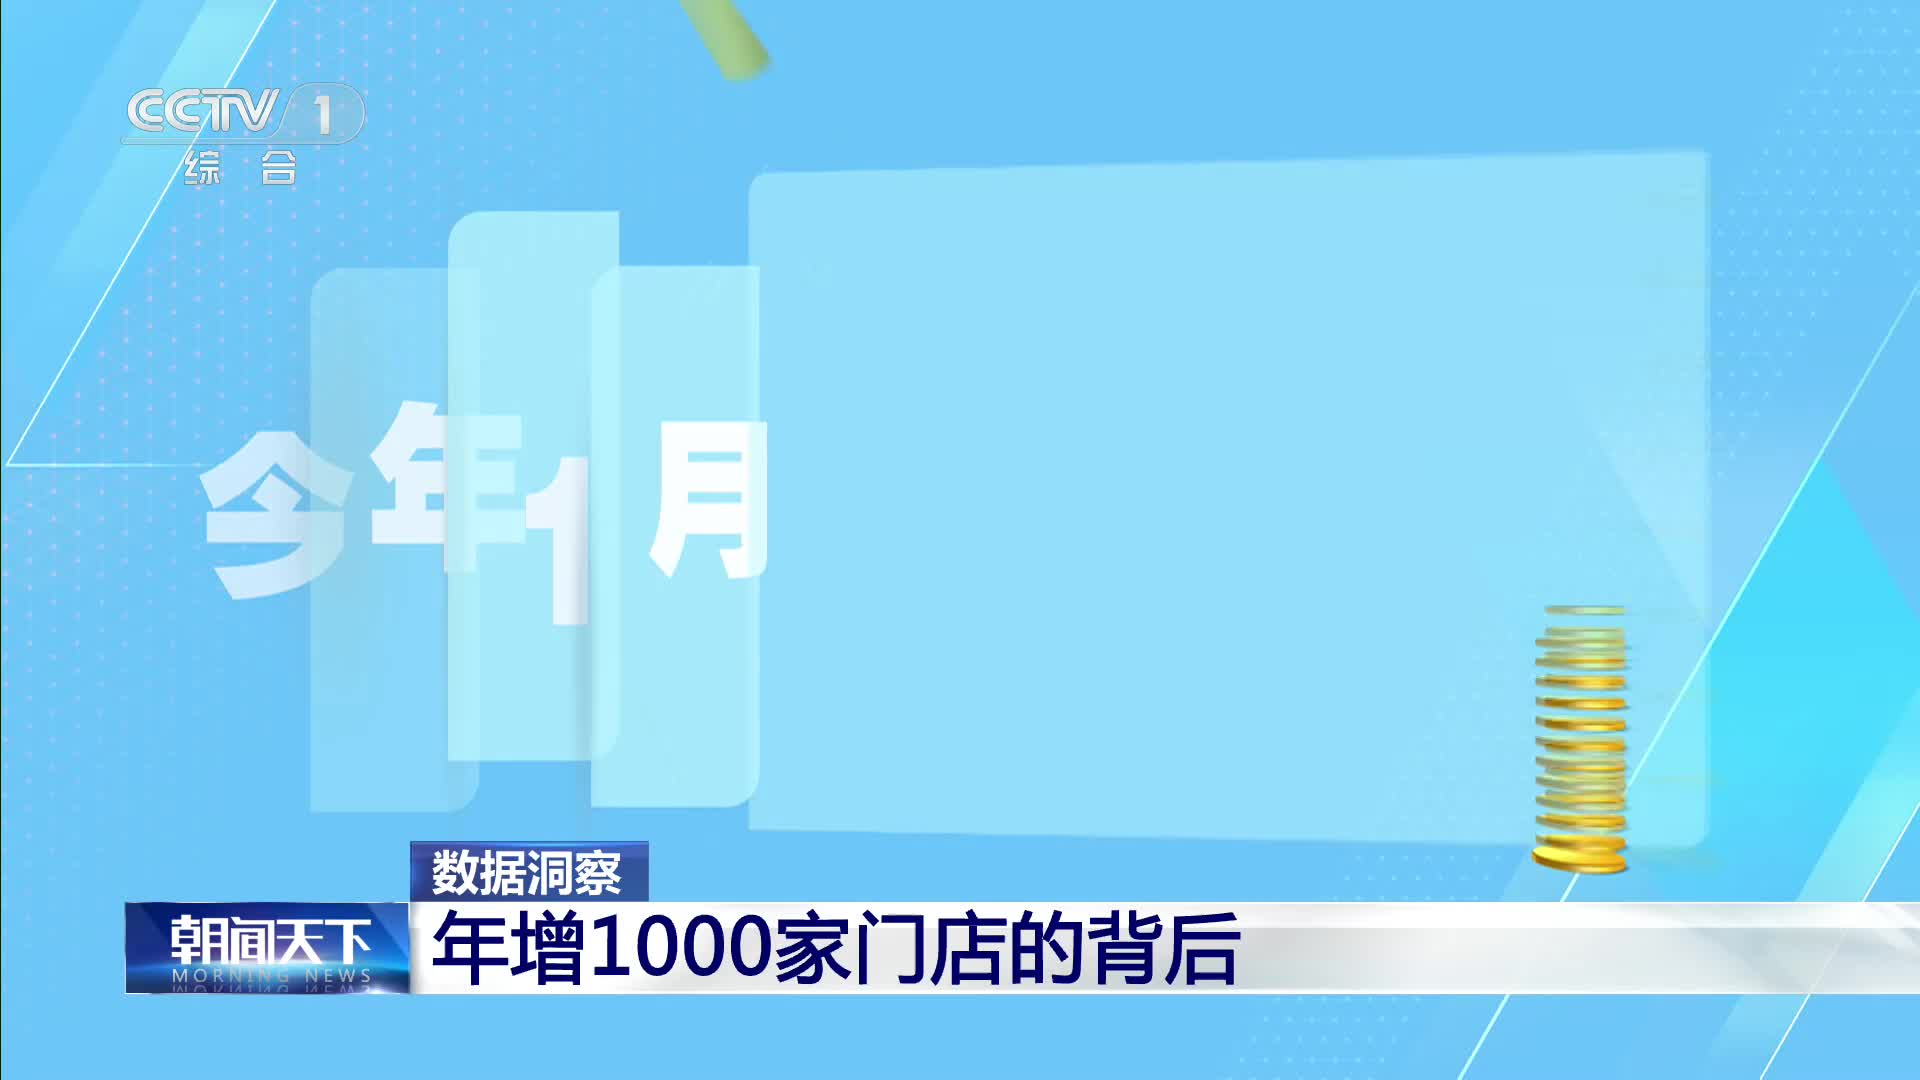 CCTV 1
综合
今年1月
数据洞察
朝闻天下
MORNING NEWS
年增1000家门店的背后